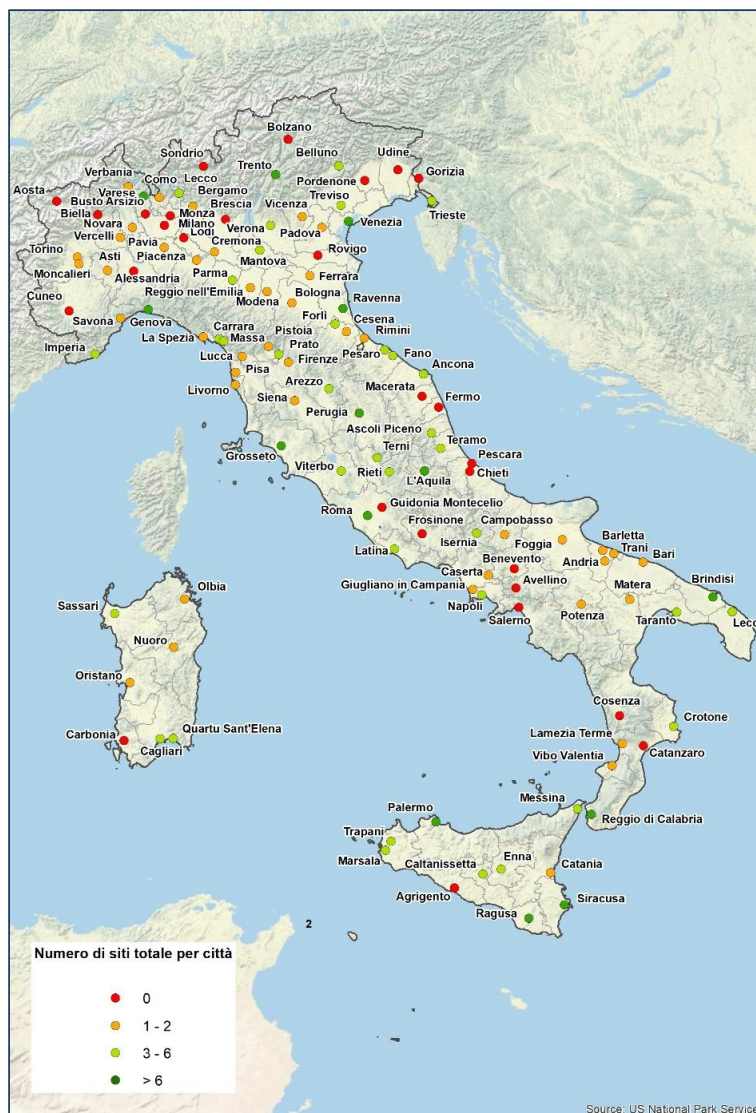 Bolzano
Belluno
Udine
Sondrio
Trento
Lecco
Verbania
Como
Pordenone
Gorizia
Aosta
Varese
Bergamo
Treviso
Busto Arsizio
Brescia
Vicenza
Trieste
Biella
Monza
Venezia
Novara
Milano
Verona
Padova
Vercelli
Lodi
Torino
Pavia
Cremona
Rovigo
Asti
Piacenza
Mantova
Moncalieri
Parma
Ferrara
Alessandria
Cuneo
Reggio nell'Emilia
Bologna
Modena
Ravenna
Savona
Genova
Carrara
Forlì
Cesena
La Spezia
Massa
Pistoia
Rimini
Imperia
Prato
Lucca
Firenze
Pesaro
Fano
Pisa
Ancona
Arezzo
Macerata
Livorno
Siena
Fermo
Perugia
Ascoli Piceno
Grosseto
Terni
Teramo
Pescara
Viterbo
Rieti
Chieti
L'Aquila
Guidonia Montecelio
Roma
Frosinone
Campobasso
Isernia
Foggia
Barletta
Trani
Latina
Bari
Benevento
Andria
Caserta
Avellino
Brindisi
Giugliano in Campania
Matera
Olbia
Napoli
Sassari
Salerno
Potenza
Taranto
Lecc
Nuoro
Oristano
Cosenza
Crotone
Carbonia
Quartu Sant'Elena
Lamezia Terme
Cagliari
Vibo Valentia
Catanzaro
Messina
Palermo
Reggio di Calabria
Trapani
Marsala
Caltanissetta
Enna
Catania
Agrigento
Siracusa
Ragusa
2
Numero di siti totale per città
0
1 - 2
3 - 6
> 6
Source: US National Park Service